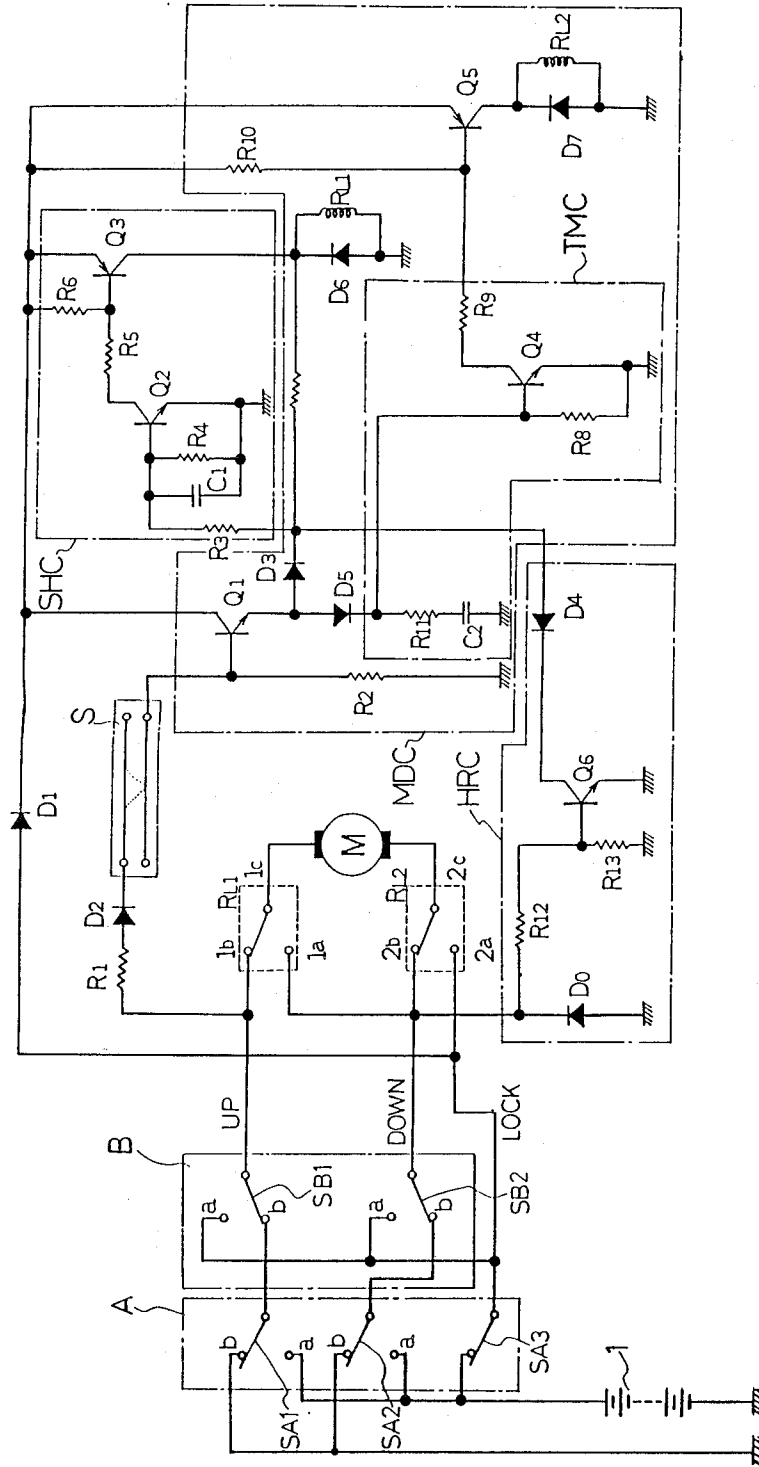 A
B
b
SA1
a
b
SA2
a
SA3
1
a
b
SB1
a
b
SB2
UP
DOWN
LOCK
D1
R1
D2
S
RL1
1b
1c
1a
M
RL2
2b
2c
2a
D0
R12
R13
Q6
D4
HRC
MDC
Q1
R2
D3
D5
R11
C2
SHC
R3
C1
R4
Q2
R5
R6
Q3
D6
RL1
R8
Q4
R9
TMC
R10
Q5
D7
RL2